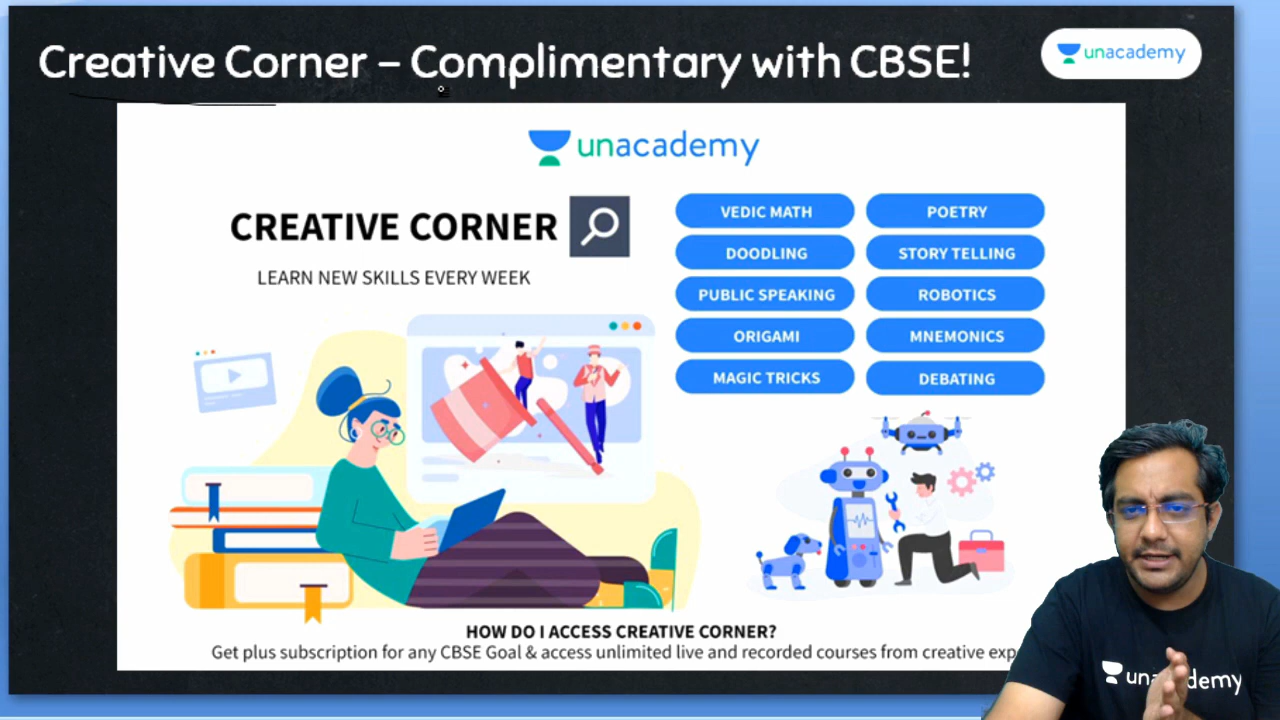 Creative Corner – Complimentary with CBSE!
unacademy
unacademy
CREATIVE CORNER
LEARN NEW SKILLS EVERY WEEK
VEDIC MATH
POETRY
DOODLING
STORY TELLING
PUBLIC SPEAKING
ROBOTICS
ORIGAMI
MNEMONICS
MAGIC TRICKS
DEBATING
HOW DO I ACCESS CREATIVE CORNER?
Get plus subscription for any CBSE Goal & access unlimited live and recorded courses from creative